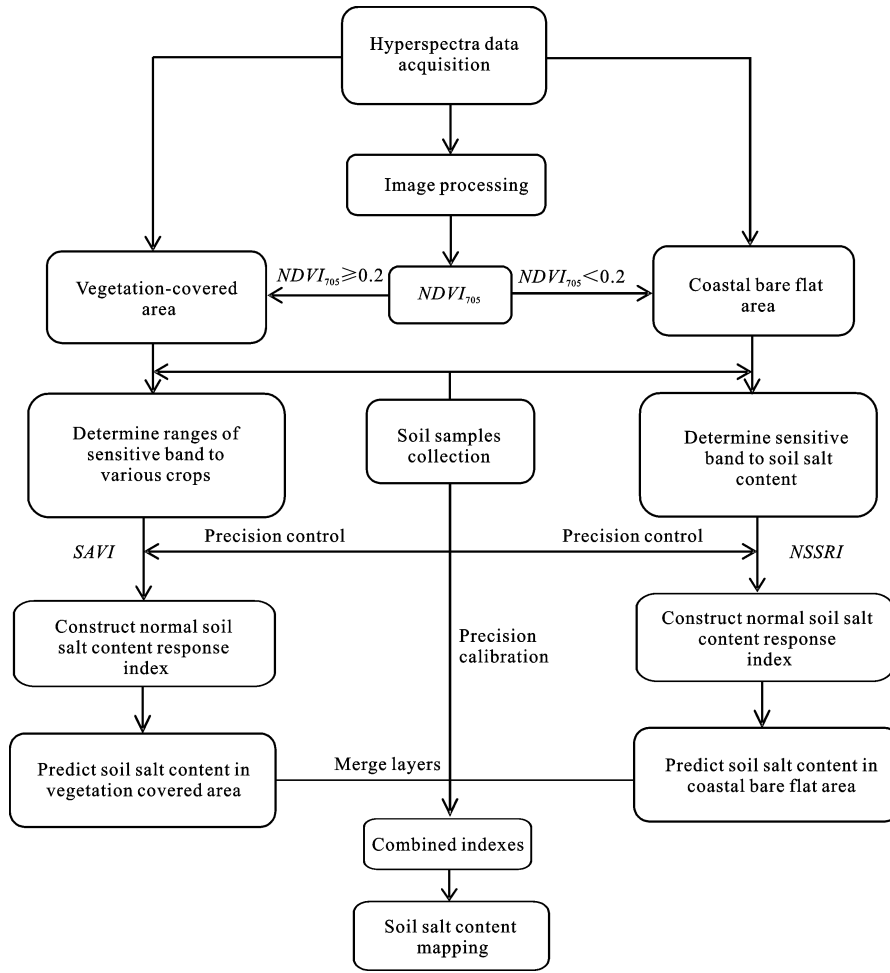 Hyperspectra data
acquisition
Image processing
Vegetation-covered
area
NDVI₇₀₅≥0.2
NDVI₇₀₅
NDVI₇₀₅<0.2
Coastal bare flat
area
Determine ranges of
sensitive band to
various crops
Soil samples
collection
Determine sensitive
band to soil salt
content
SAVI
Precision control
Precision control
NSSRI
Construct normal soil
salt content response
index
Precision
calibration
Construct normal soil salt
content response
index
Predict soil salt content in
vegetation covered area
Merge layers
Predict soil salt content in
coastal bare flat area
Combined indexes
Soil salt content
mapping